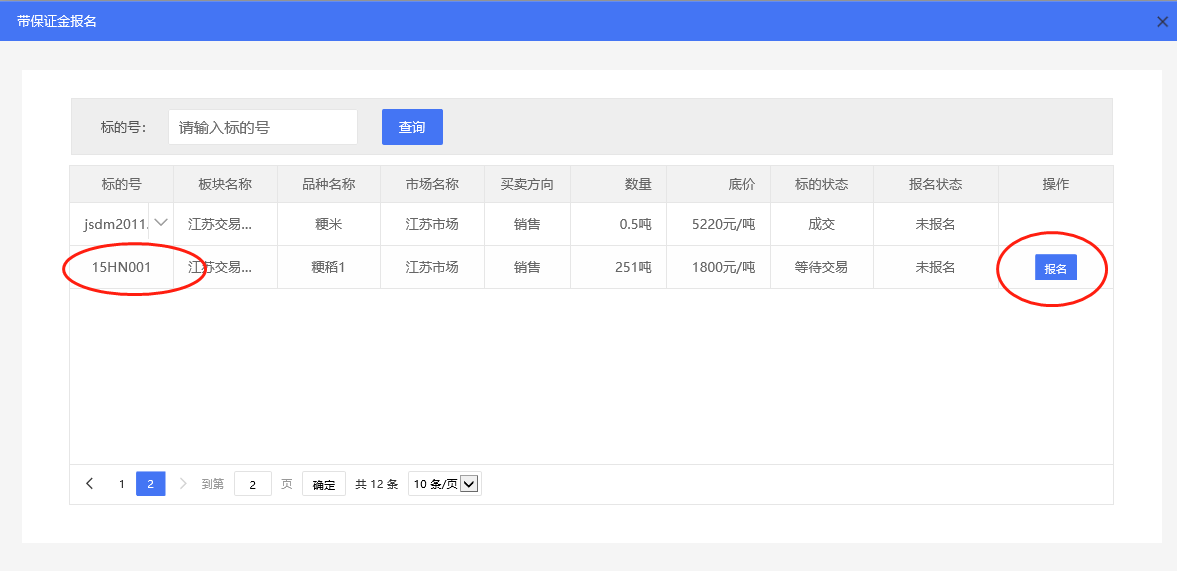 带保证金报名
标的号： 请输入标的号 查询
标的号 板块名称 品种名称 市场名称 买卖方向 数量 底价 标的状态 报名状态 操作
jsdm2011. 江苏交易... 粳米 江苏市场 销售 0.5吨 5220元/吨 成交 未报名
15HN001 江苏交易... 粳稻1 江苏市场 销售 251吨 1800元/吨 等待交易 未报名 报名
1 2 到第 2 页 确定 共 12 条 10 条/页